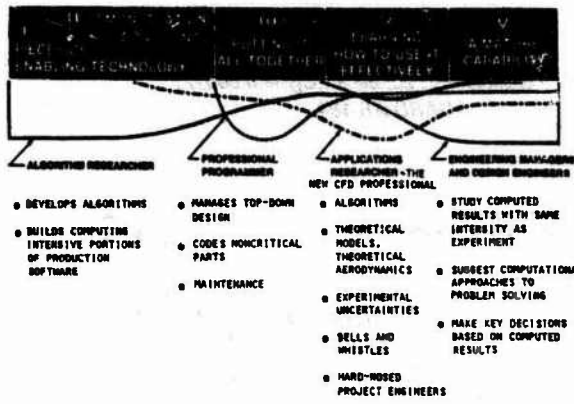 ENABLING TECHNOLOGY
ALL TOGETHER
HOW TO USE IT
EFFECTIVELY
CAPABILITY
ALGORITHM RESEARCHER
• DEVELOPS ALGORITHMS
• BUILDS COMPUTING
INTENSIVE PORTIONS
OF PRODUCTION
SOFTWARE
PROFESSIONAL
PROGRAMMER
• MANAGES TOP-DOWN
DESIGN
• CODES NONCRITICAL
PARTS
• MAINTENANCE
APPLICATIONS
RESEARCHER - THE
NEW CFD PROFESSIONAL
• ALGORITHMS
• THEORETICAL
MODELS,
THEORETICAL
AERODYNAMICS
• EXPERIMENTAL
UNCERTAINTIES
• BELLS AND
WHISTLES
• HARD-NOSED
PROJECT ENGINEERS
ENGINEERING MANAGERS
AND DESIGN ENGINEERS
• STUDY COMPUTED
RESULTS WITH SAME
INTENSITY AS
EXPERIMENT
• SUGGEST COMPUTATIONAL
APPROACHES TO
PROBLEM SOLVING
• MAKE KEY DECISIONS
BASED ON COMPUTED
RESULTS